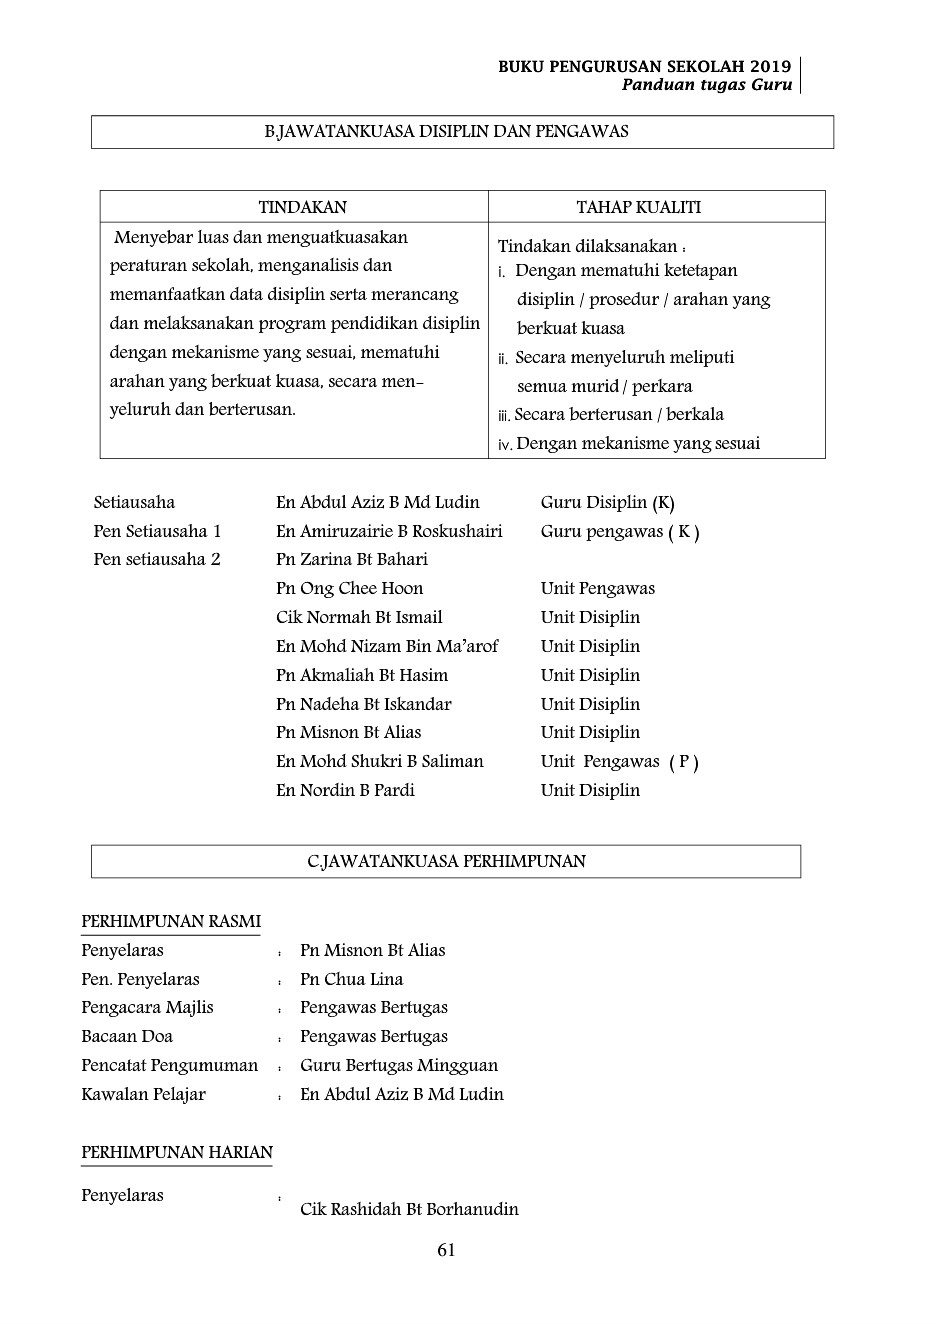 BUKU PENGURUSAN SEKOLAH 2019
Panduan tugas Guru
B.JAWATANKUASA DISIPLIN DAN PENGAWAS
TINDAKAN TAHAP KUALITI
Menyebar luas dan menguatkuasakan
peraturan sekolah, menganalisis dan
memanfaatkan data disiplin serta merancang
dan melaksanakan program pendidikan disiplin
dengan mekanisme yang sesuai, mematuhi
arahan yang berkuat kuasa, secara men-
yeluruh dan berterusan.
Tindakan dilaksanakan :
i. Dengan mematuhi ketetapan
disiplin / prosedur / arahan yang
berkuat kuasa
ii. Secara menyeluruh meliputi
semua murid / perkara
iii. Secara berterusan / berkala
iv. Dengan mekanisme yang sesuai
Setiausaha En Abdul Aziz B Md Ludin Guru Disiplin (K)
Pen Setiausaha 1 En Amiruzairie B Roskushairi Guru pengawas ( K )
Pen setiausaha 2 Pn Zarina Bt Bahari
Pn Ong Chee Hoon Unit Pengawas
Cik Normah Bt Ismail Unit Disiplin
En Mohd Nizam Bin Ma’arof Unit Disiplin
Pn Akmaliah Bt Hasim Unit Disiplin
Pn Nadeha Bt Iskandar Unit Disiplin
Pn Misnon Bt Alias Unit Disiplin
En Mohd Shukri B Saliman Unit Pengawas ( P )
En Nordin B Pardi Unit Disiplin
C.JAWATANKUASA PERHIMPUNAN
PERHIMPUNAN RASMI
Penyelaras : Pn Misnon Bt Alias
Pen. Penyelaras : Pn Chua Lina
Pengacara Majlis : Pengawas Bertugas
Bacaan Doa : Pengawas Bertugas
Pencatat Pengumuman : Guru Bertugas Mingguan
Kawalan Pelajar : En Abdul Aziz B Md Ludin
PERHIMPUNAN HARIAN
Penyelaras :
Cik Rashidah Bt Borhanudin
61